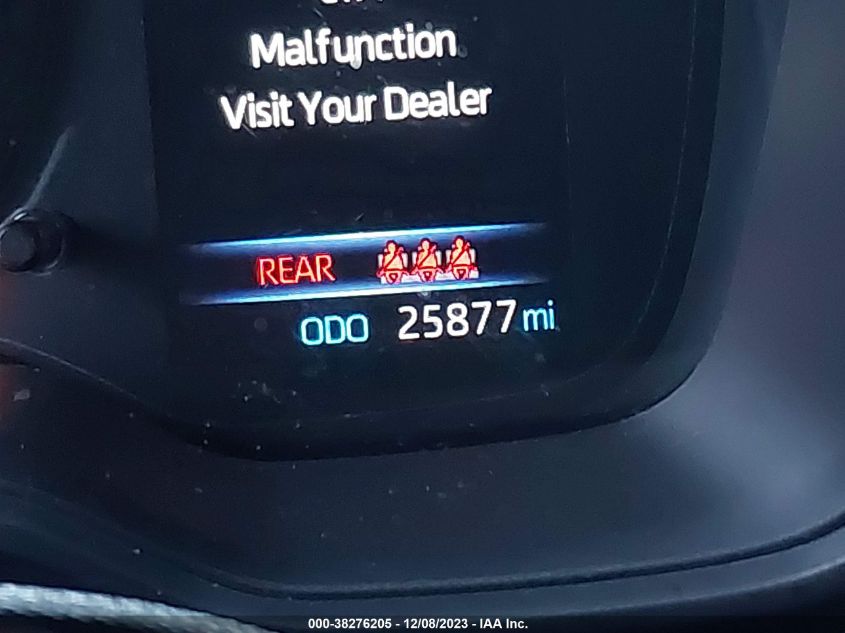 Malfunction
Visit Your Dealer
REAR
ODO 25877 mi
000-38276205 - 12/08/2023 - IAA Inc.